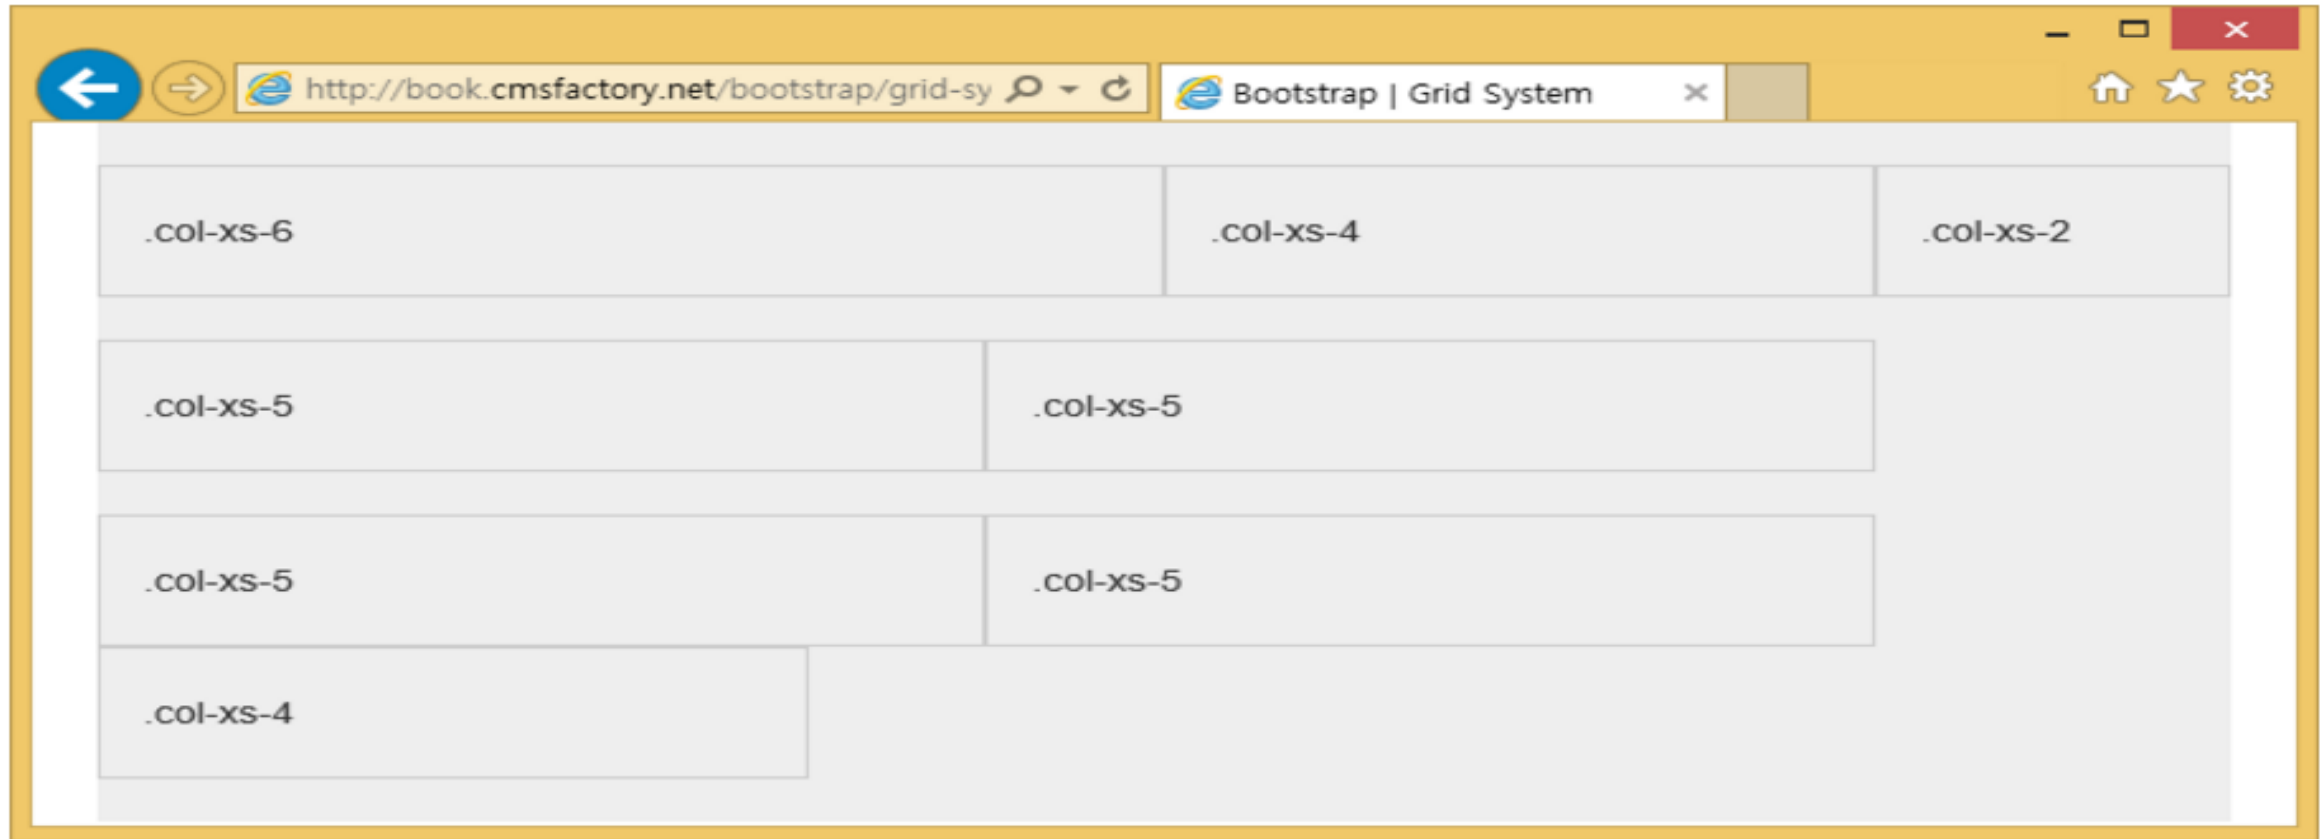 http://book.cmsfactory.net/bootstrap/grid-sy
Bootstrap | Grid System
.col-xs-6 .col-xs-4 .col-xs-2
.col-xs-5 .col-xs-5
.col-xs-5 .col-xs-5
.col-xs-4